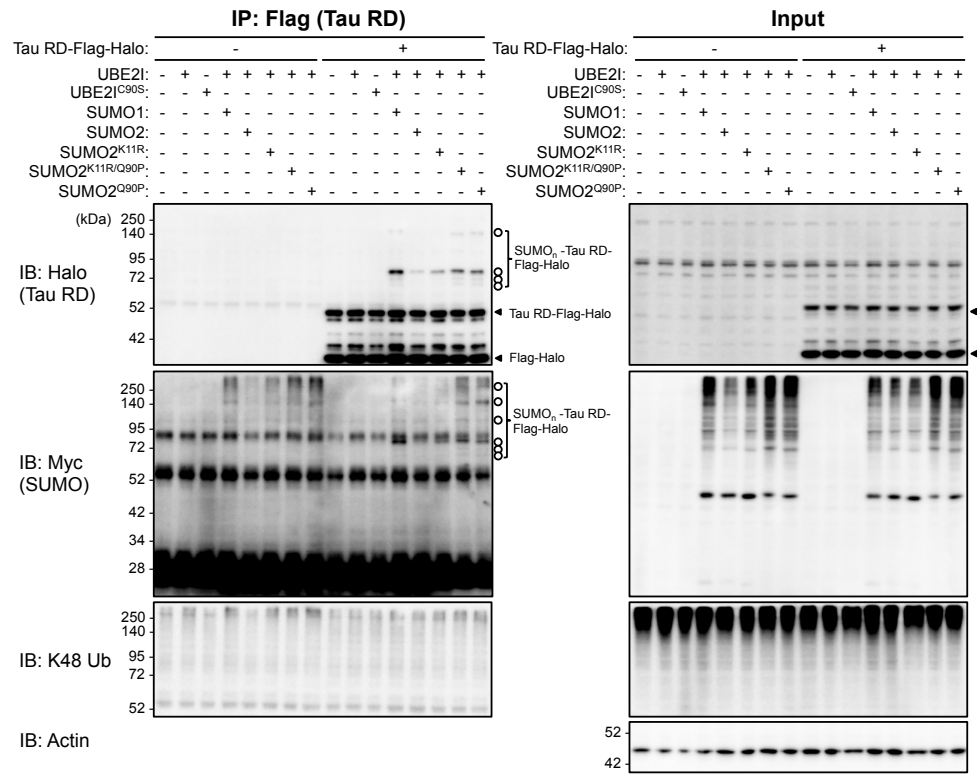 IP: Flag (Tau RD)
Input
Tau RD-Flag-Halo: - +
Tau RD-Flag-Halo: - +
UBE2I: - + - + + + + + - + - + + + + +
UBE2I: - + - + + + + + - + - + + + + +
UBE2I^C90S: - - + - - - - - - - + - - - - -
UBE2I^C90S: - - + - - - - - - - + - - - - -
SUMO1: - - - + - - - - - - - + - - - -
SUMO1: - - - + - - - - - - - + - - - -
SUMO2: - - - - + - - - - - - - + - - -
SUMO2: - - - - + - - - - - - - + - - -
SUMO2^K11R: - - - - - + - - - - - - - + - -
SUMO2^K11R: - - - - - + - - - - - - - + - -
SUMO2^K11R/Q90P: - - - - - - + - - - - - - - + -
SUMO2^K11R/Q90P: - - - - - - + - - - - - - - + -
SUMO2^Q90P: - - - - - - - + - - - - - - - +
SUMO2^Q90P: - - - - - - - + - - - - - - - +
(kDa)
250
140
95
72
52
42
IB: Halo
(Tau RD)
SUMOn -Tau RD-
Flag-Halo
Tau RD-Flag-Halo
Flag-Halo
250
140
95
72
52
42
34
28
IB: Myc
(SUMO)
SUMOn -Tau RD-
Flag-Halo
250
140
95
72
52
IB: K48 Ub
IB: Actin
52
42